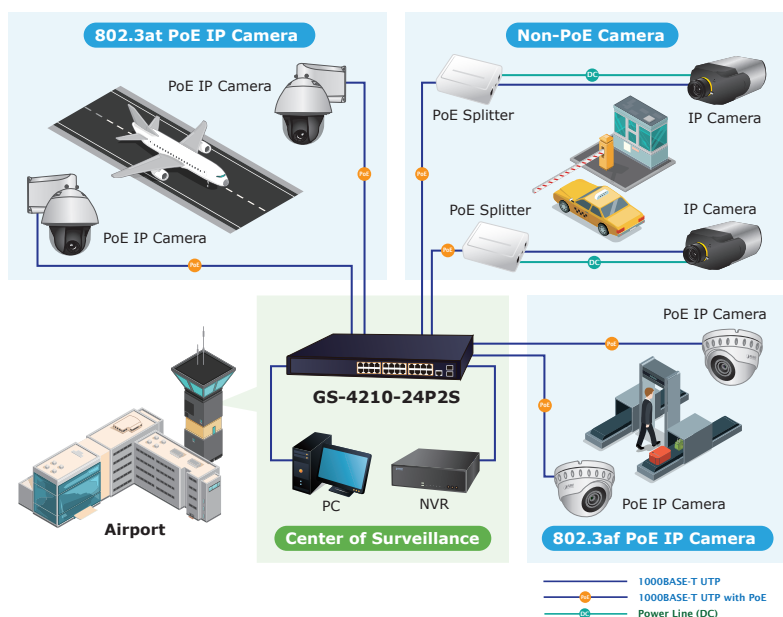 802.3at PoE IP Camera
PoE IP Camera
PoE
PoE IP Camera
PoE
Non-PoE Camera
DC
PoE Splitter
IP Camera
PoE
PoE Splitter
IP Camera
PoE
DC
GS-4210-24P2S
PC
NVR
Center of Surveillance
Airport
PoE IP Camera
PoE
PoE
PoE IP Camera
802.3af PoE IP Camera
1000BASE-T UTP
PoE
1000BASE-T UTP with PoE
DC
Power Line (DC)